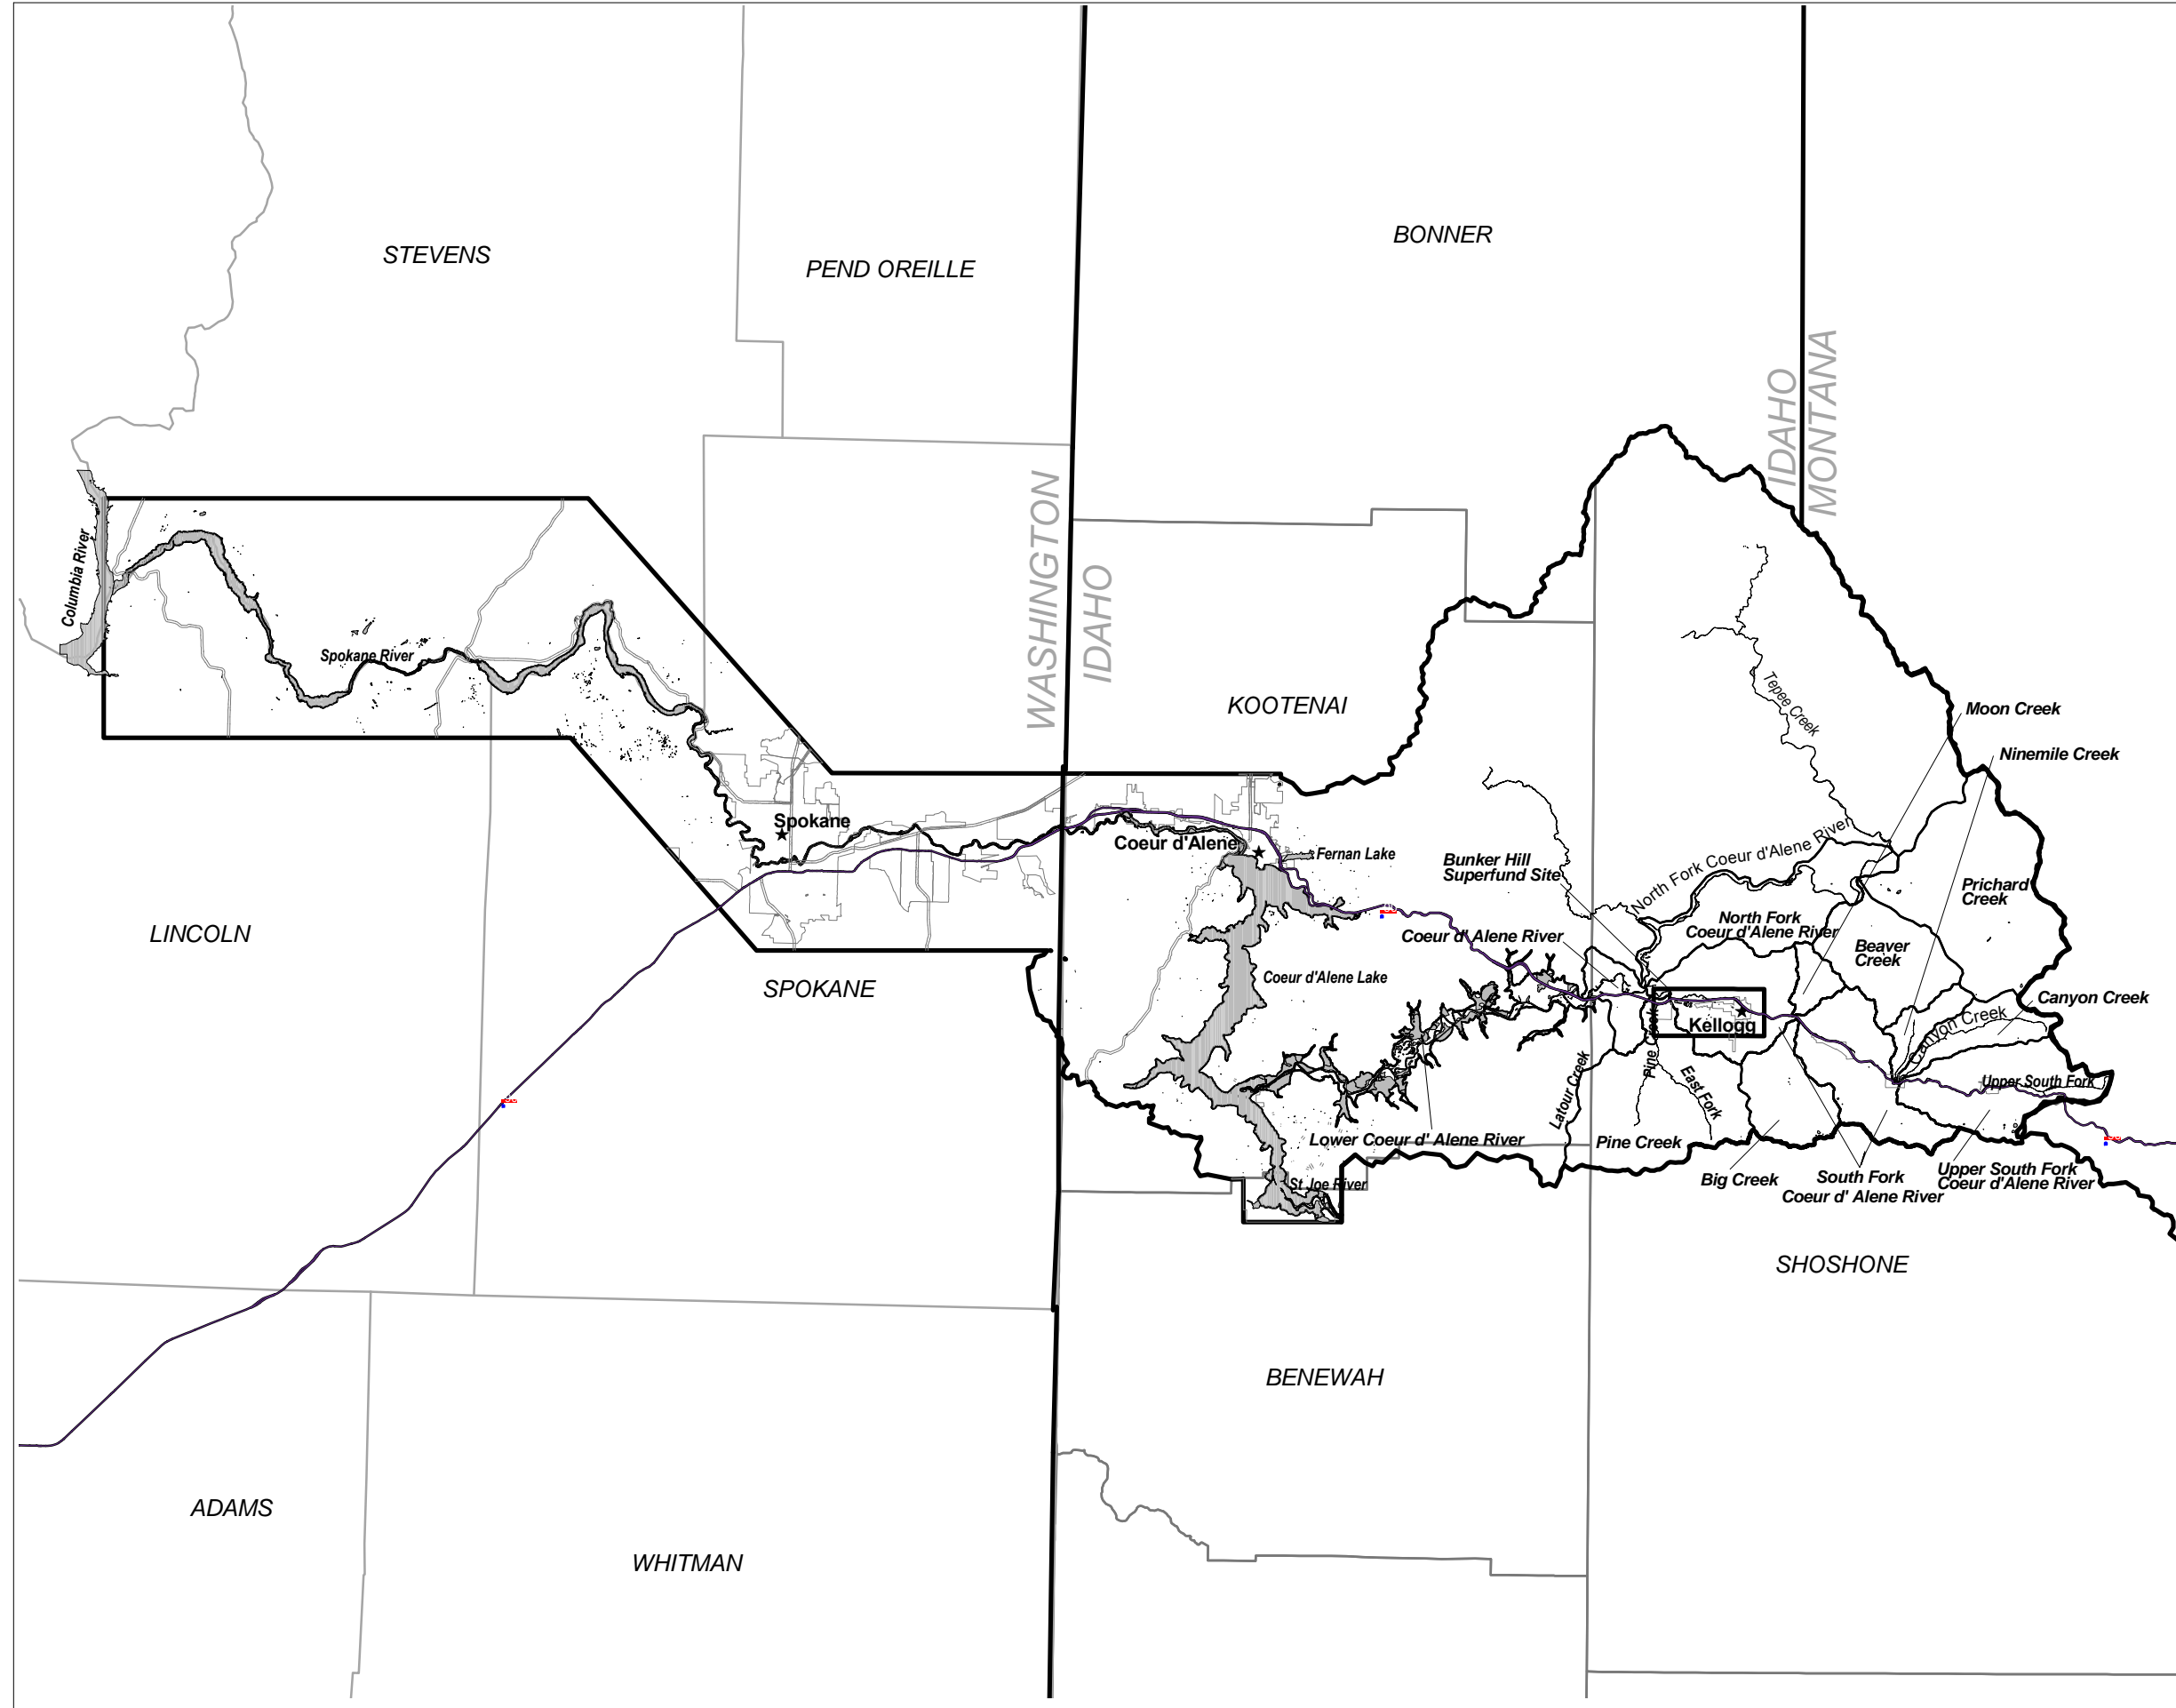 STEVENS
PEND OREILLE
BONNER
IDAHO
MONTANA
WASHINGTON
IDAHO
Columbia River
Spokane River
KOOTENAI
Tepee Creek
Moon Creek
Ninemile Creek
Spokane
Coeur d'Alene
Fernan Lake
Bunker Hill
Superfund Site
North Fork Coeur d'Alene River
Prichard
Creek
North Fork
Coeur d'Alene River
Beaver
Creek
LINCOLN
SPOKANE
Coeur d' Alene River
Coeur d'Alene Lake
Canyon Creek
Canyon Creek
Kellogg
Pine Creek
Latour Creek
East Fork
Upper South Fork
Lower Coeur d' Alene River
Pine Creek
St Joe River
Big Creek
South Fork
Coeur d' Alene River
Upper South Fork
Coeur d'Alene River
SHOSHONE
BENEWAH
ADAMS
WHITMAN